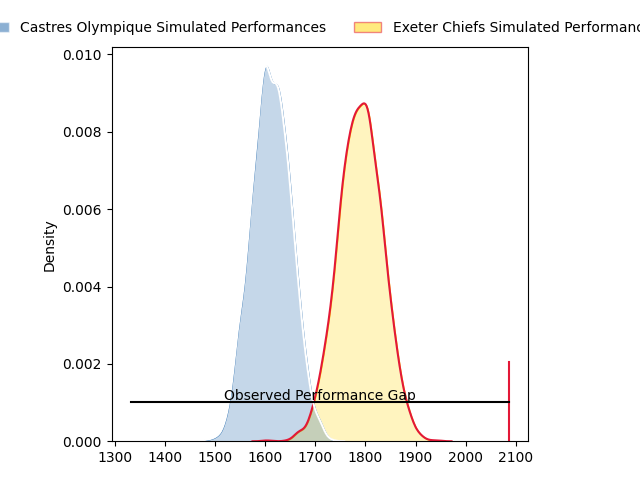 Castres Olympique Simulated Performances
Exeter Chiefs Simulated Performanc
0.010
0.008
0.006
0.004
0.002
0.000
Density
Observed Performance Gap
1300 1400 1500 1600 1700 1800 1900 2000 2100